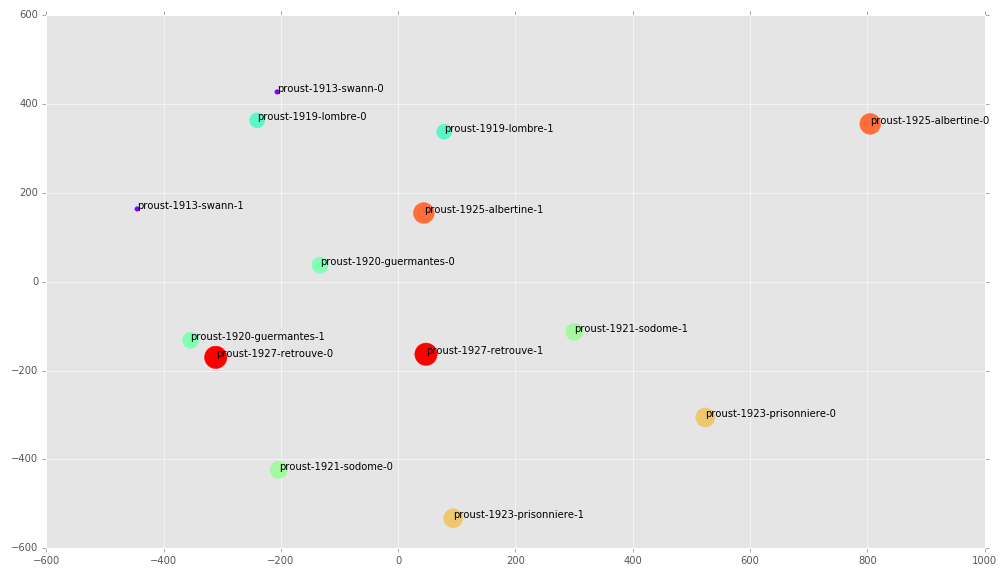 600
400
200
0
−200
−400
−600
proust-1913-swann-0
proust-1919-lombre-0
proust-1925-albertine-0
proust-1919-lombre-1
proust-1913-swann-1
proust-1925-albertine-1
proust-1920-guermantes-0
proust-1921-sodome-1
proust-1920-guermantes-1
proust-1927-retrouve-1
proust-1927-retrouve-0
proust-1923-prisonniere-0
proust-1921-sodome-0
proust-1923-prisonniere-1
−600 −400 −200 0 200 400 600 800 1000